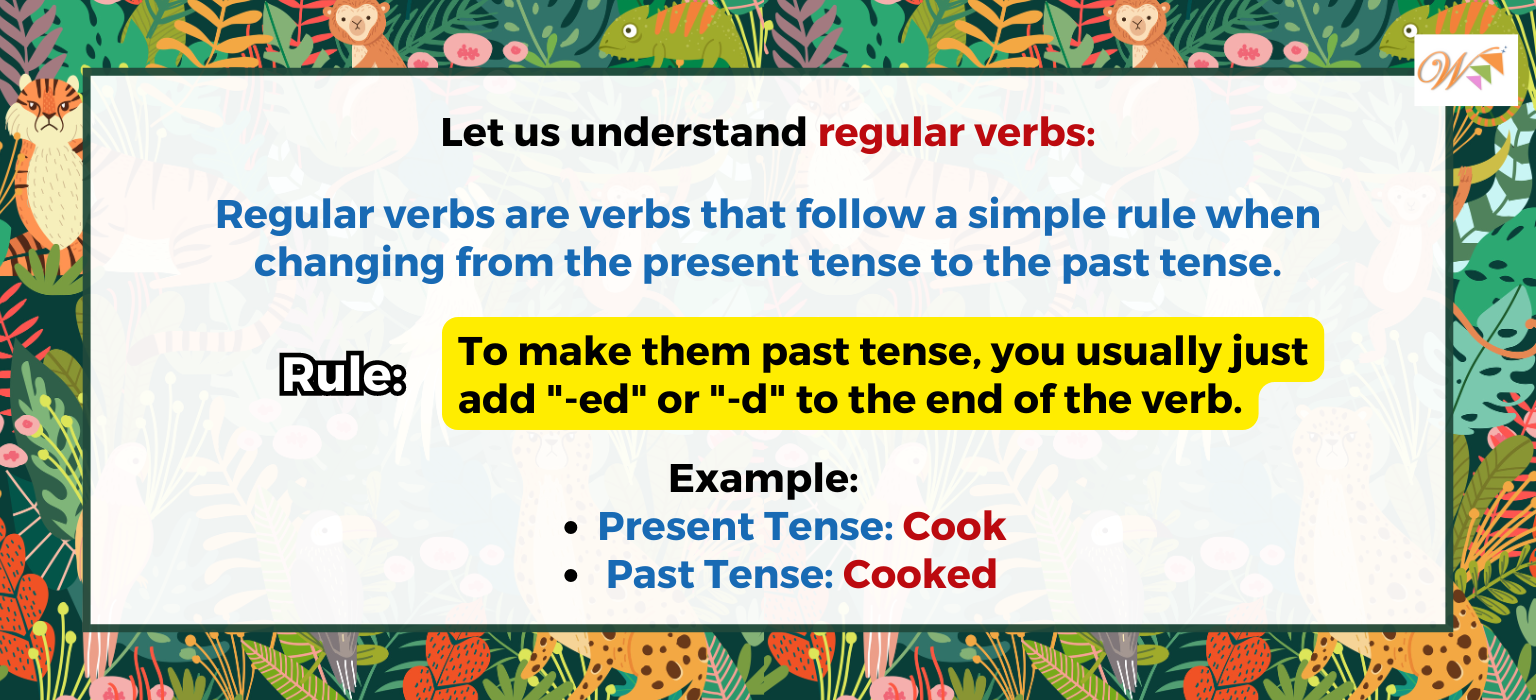 W
Let us understand regular verbs:
Regular verbs are verbs that follow a simple rule when
changing from the present tense to the past tense.
Rule:
To make them past tense, you usually just
add "-ed" or "-d" to the end of the verb.
Example:
• Present Tense: Cook
• Past Tense: Cooked